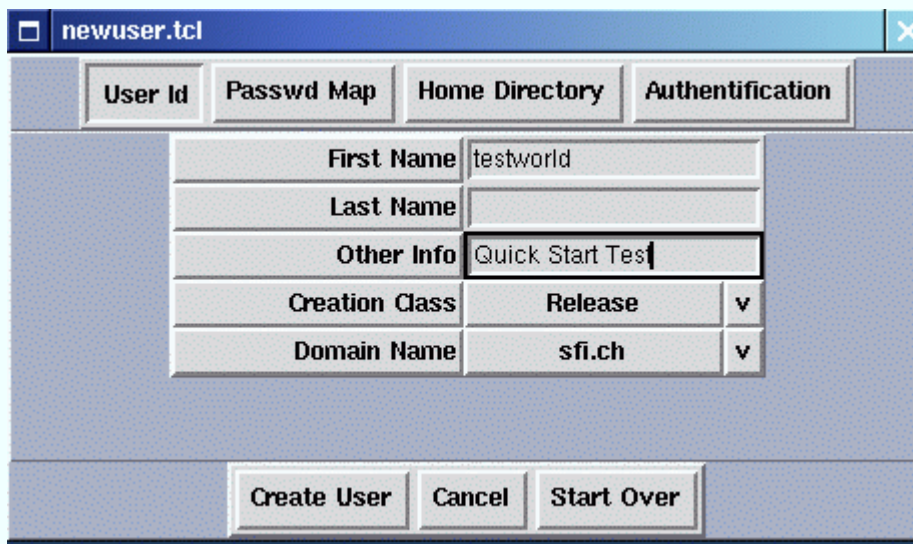 newuser.tcl
User Id Passwd Map Home Directory Authentification
First Name testworld
Last Name
Other Info Quick Start Test
Creation Class Release v
Domain Name sfi.ch v
Create User Cancel Start Over